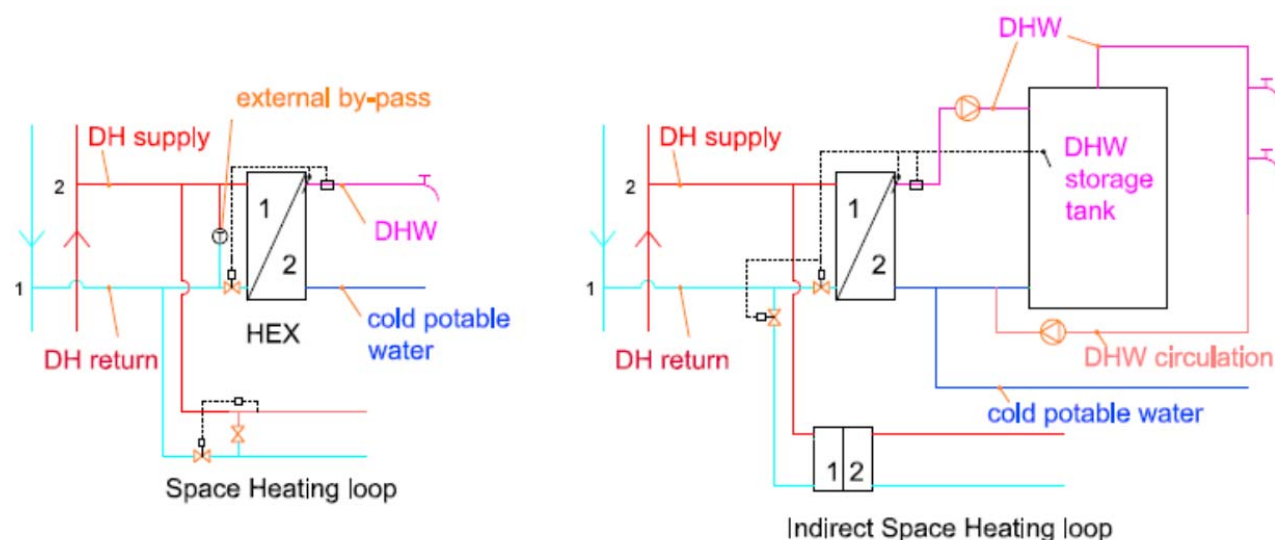 external by-pass
DH supply
2
1
2
DHW
1
HEX
cold potable
water
DH return
Space Heating loop
DHW
DH supply
2
1
2
DHW
storage
tank
1
DH return
DHW circulation
cold potable water
1 2
Indirect Space Heating loop